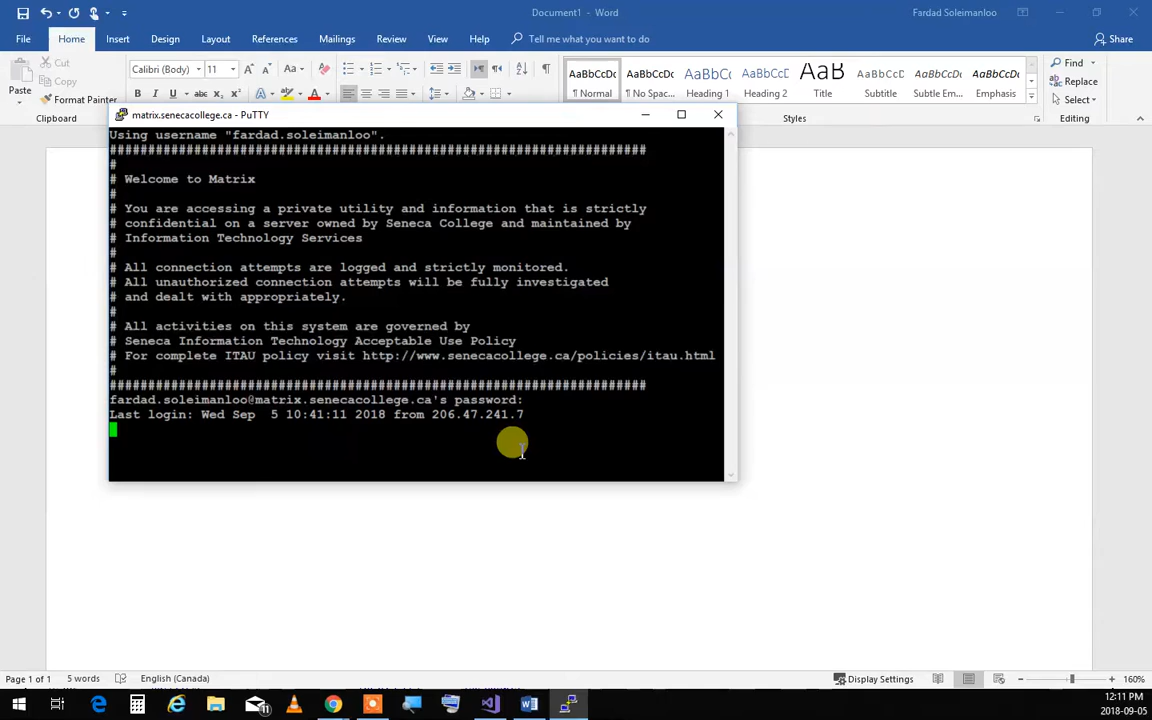 Document1 - Word
Fardad Soleimanloo
File Home Insert Design Layout References Mailings Review View Help Tell me what you want to do Share
Paste
Cut
Copy
Format Painter
Clipboard
Calibri (Body) 11 Aa
B I U abc A
AaBbCcDc AaBbCcDc AaBbCc AaBbCcD AaB AaBbCcD AaBbCcDt AaBbCcDt
¶ Normal ¶ No Spac... Heading 1 Heading 2 Title Subtitle Subtle Em... Emphasis
Styles
Find
Replace
Select
Editing
matrix.senecacollege.ca - PuTTY
Using username "fardad.soleimanloo".
######################################################################
#
# Welcome to Matrix
#
# You are accessing a private utility and information that is strictly
# confidential on a server owned by Seneca College and maintained by
# Information Technology Services
#
# All connection attempts are logged and strictly monitored.
# All unauthorized connection attempts will be fully investigated
# and dealt with appropriately.
#
# All activities on this system are governed by
# Seneca Information Technology Acceptable Use Policy
# For complete ITAU policy visit http://www.senecacollege.ca/policies/itau.html
#
######################################################################
fardad.soleimanloo@matrix.senecacollege.ca's password:
Last login: Wed Sep  5 10:41:11 2018 from 206.47.241.7
Page 1 of 1 5 words English (Canada) Display Settings 160%
11
12:11 PM
2018-09-05